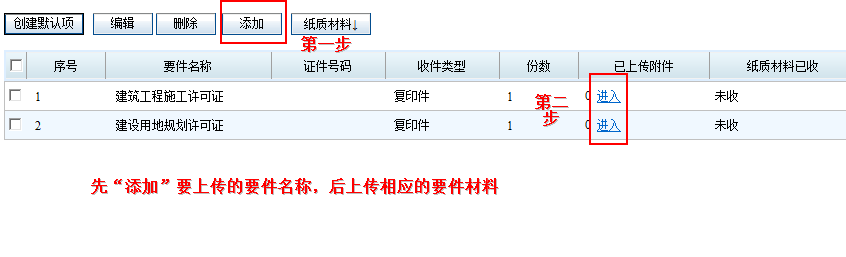 创建默认项 编辑 删除 添加 纸质材料↓
第一步
序号 要件名称 证件号码 收件类型 份数 已上传附件 纸质材料已收
1 建筑工程施工许可证 复印件 1 0 进入 未收
第二步
2 建设用地规划许可证 复印件 1 0 进入 未收
先“添加”要上传的要件名称，后上传相应的要件材料